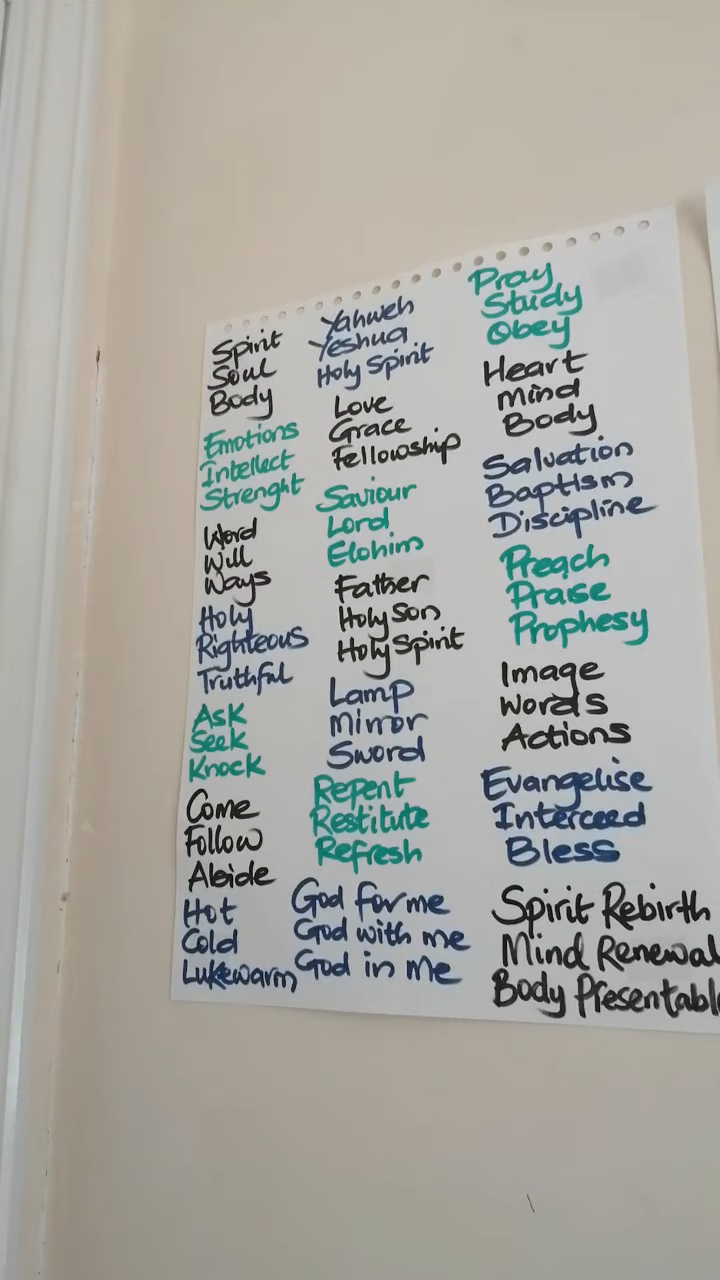 Spirit
Soul
Body
Emotions
Intellect
Strenght
Word
Will
Ways
Holy
Righteous
Truthful
Ask
Seek
Knock
Come
Follow
Abide
Hot
Cold
Lukewarm
Yahweh
Yeshua
Holy Spirit
Love
Grace
Fellowship
Saviour
Lord
Elohim
Father
Holy Son
Holy Spirit
Lamp
Mirror
Sword
Repent
Restitute
Refresh
God for me
God with me
God in me
Pray
Study
Obey
Heart
Mind
Body
Salvation
Baptism
Discipline
Preach
Praise
Prophesy
Image
Words
Actions
Evangelise
Interceed
Bless
Spirit Rebirth
Mind Renewal
Body Presentabl